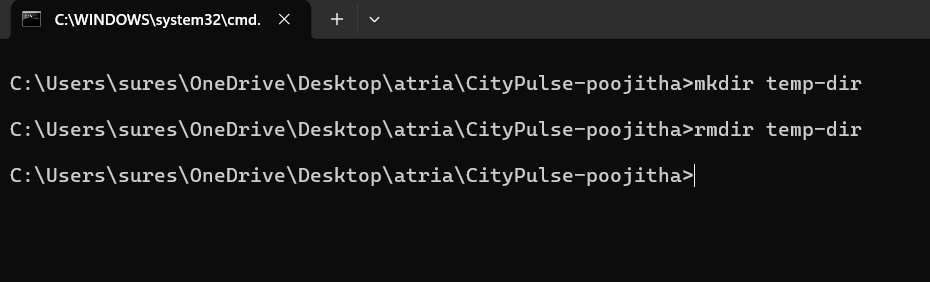 C:\WINDOWS\system32\cmd.
C:\Users\sures\OneDrive\Desktop\atria\CityPulse-poojitha>mkdir temp-dir
C:\Users\sures\OneDrive\Desktop\atria\CityPulse-poojitha>rmdir temp-dir
C:\Users\sures\OneDrive\Desktop\atria\CityPulse-poojitha>